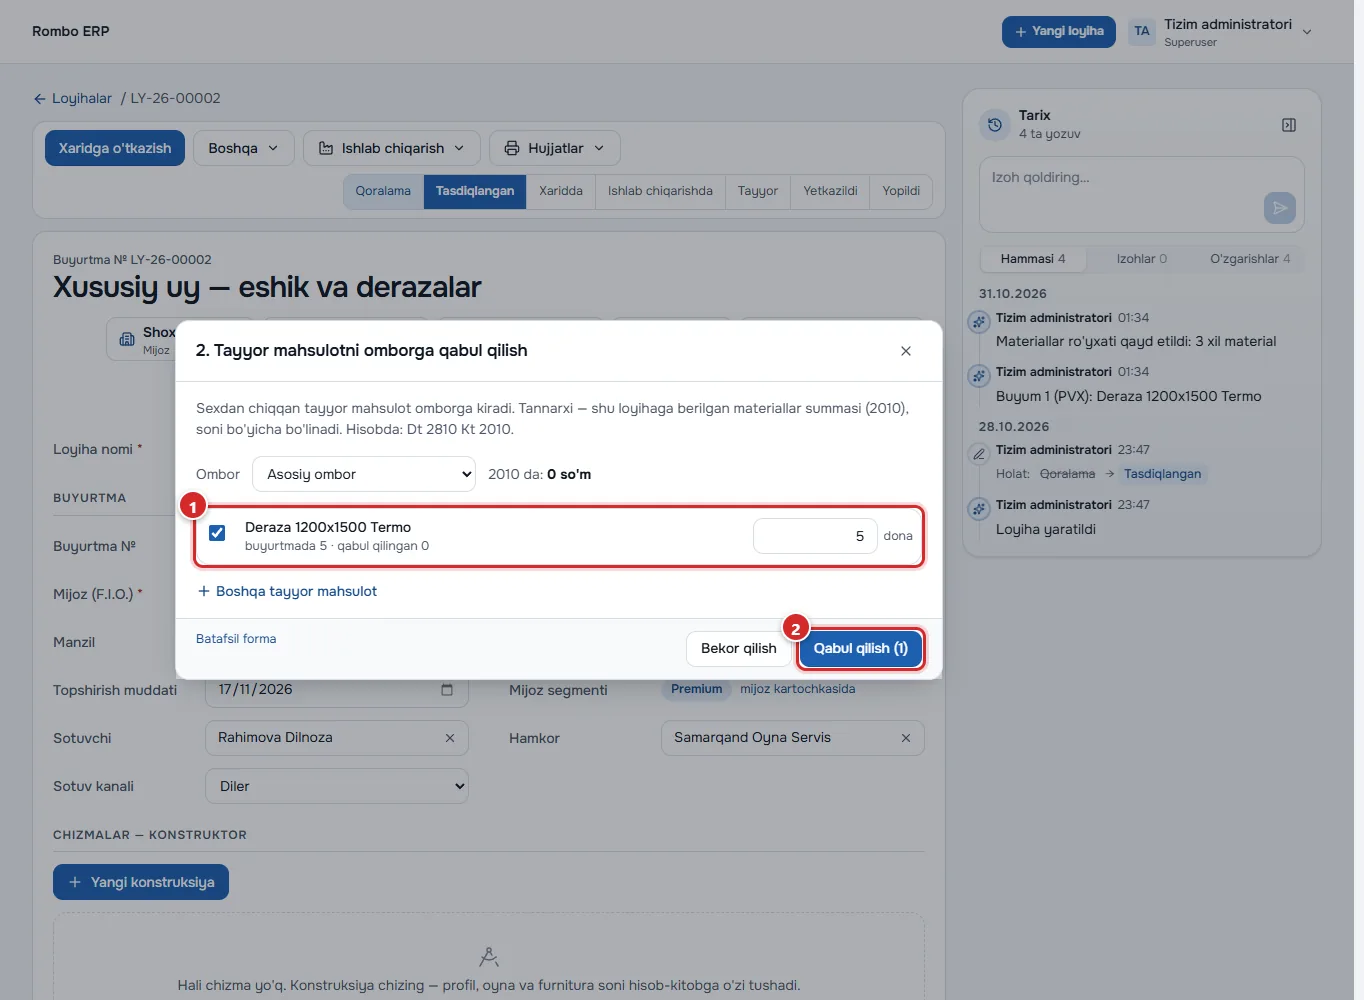 Rombo ERP
+ Yangi loyiha
TA
Tizim administratori
Superuser
← Loyihalar / LY-26-00002
Xaridga o'tkazish
Boshqa
Ishlab chiqarish
Hujjatlar
Qoralama
Tasdiqlangan
Xaridda
Ishlab chiqarishda
Tayyor
Yetkazildi
Yopildi
Buyurtma № LY-26-00002
Xususiy uy — eshik va derazalar
Shox
Mijoz
2. Tayyor mahsulotni omborga qabul qilish
Sexdan chiqqan tayyor mahsulot omborga kiradi. Tannarxi — shu loyihaga berilgan materiallar summasi (2010),
soni bo'yicha bo'linadi. Hisobda: Dt 2810 Kt 2010.
Ombor
Asosiy ombor
2010 da: 0 so'm
1
Deraza 1200x1500 Termo
buyurtmada 5 · qabul qilingan 0
5
dona
+ Boshqa tayyor mahsulot
Batafsil forma
Bekor qilish
2
Qabul qilish (1)
Loyiha nomi *
BUYURTMA
Buyurtma №
Mijoz (F.I.O.) *
Manzil
Topshirish muddati
17/11/2026
Mijoz segmenti
Premium
mijoz kartochkasida
Sotuvchi
Rahimova Dilnoza
Hamkor
Samarqand Oyna Servis
Sotuv kanali
Diler
CHIZMALAR — KONSTRUKTOR
+ Yangi konstruksiya
Hali chizma yo'q. Konstruksiya chizing — profil, oyna va furnitura soni hisob-kitobga o'zi tushadi.
Tarix
4 ta yozuv
Izoh qoldiring...
Hammasi 4
Izohlar 0
O'zgarishlar 4
31.10.2026
Tizim administratori 01:34
Materiallar ro'yxati qayd etildi: 3 xil material
Tizim administratori 01:34
Buyum 1 (PVX): Deraza 1200x1500 Termo
28.10.2026
Tizim administratori 23:47
Holat: Qoralama → Tasdiqlangan
Tizim administratori 23:47
Loyiha yaratildi